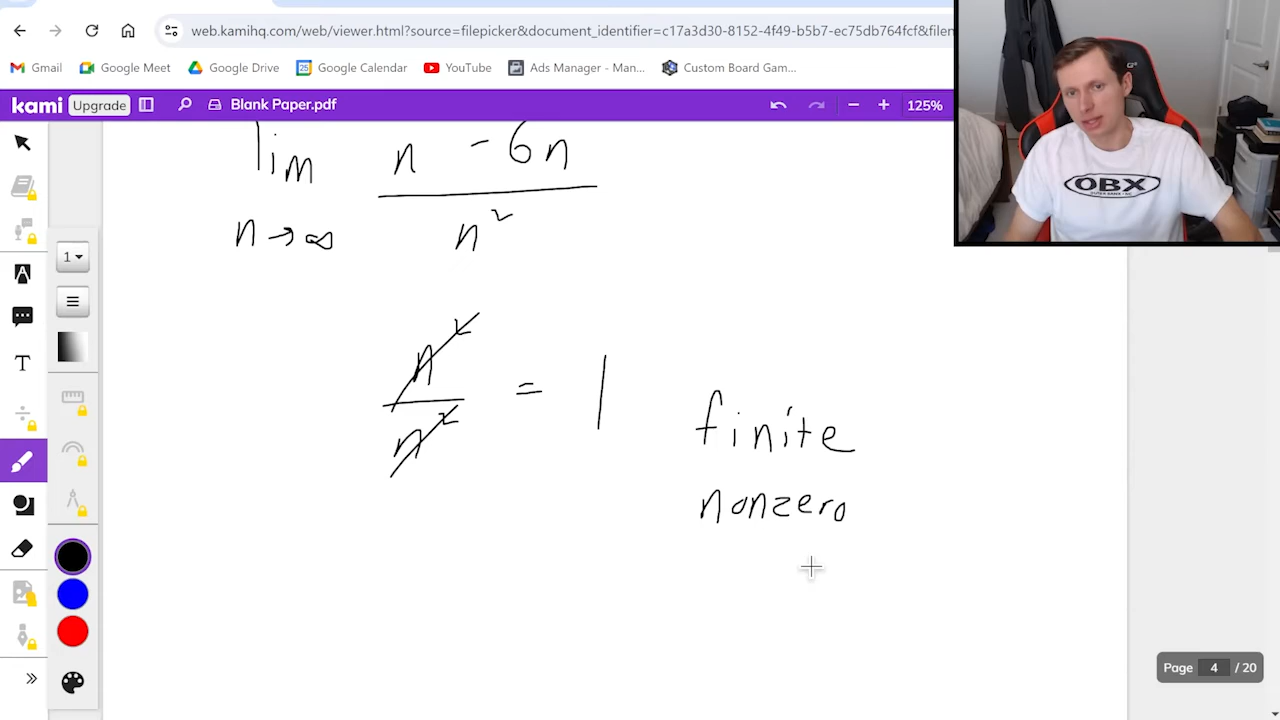 web.kamihq.com/web/viewer.html?source=filepicker&document_identifier=c17a3d30-8152-4f49-b5b7-ec75db764fcf&filen
Gmail Google Meet Google Drive 25 Google Calendar YouTube Ads Manager - Man... Custom Board Gam...
kami Upgrade Blank Paper.pdf 125%
OBX
lim n - 6n
n → ∞ n²
1
T
n²
n² = 1
finite
nonzero
Page 4 / 20